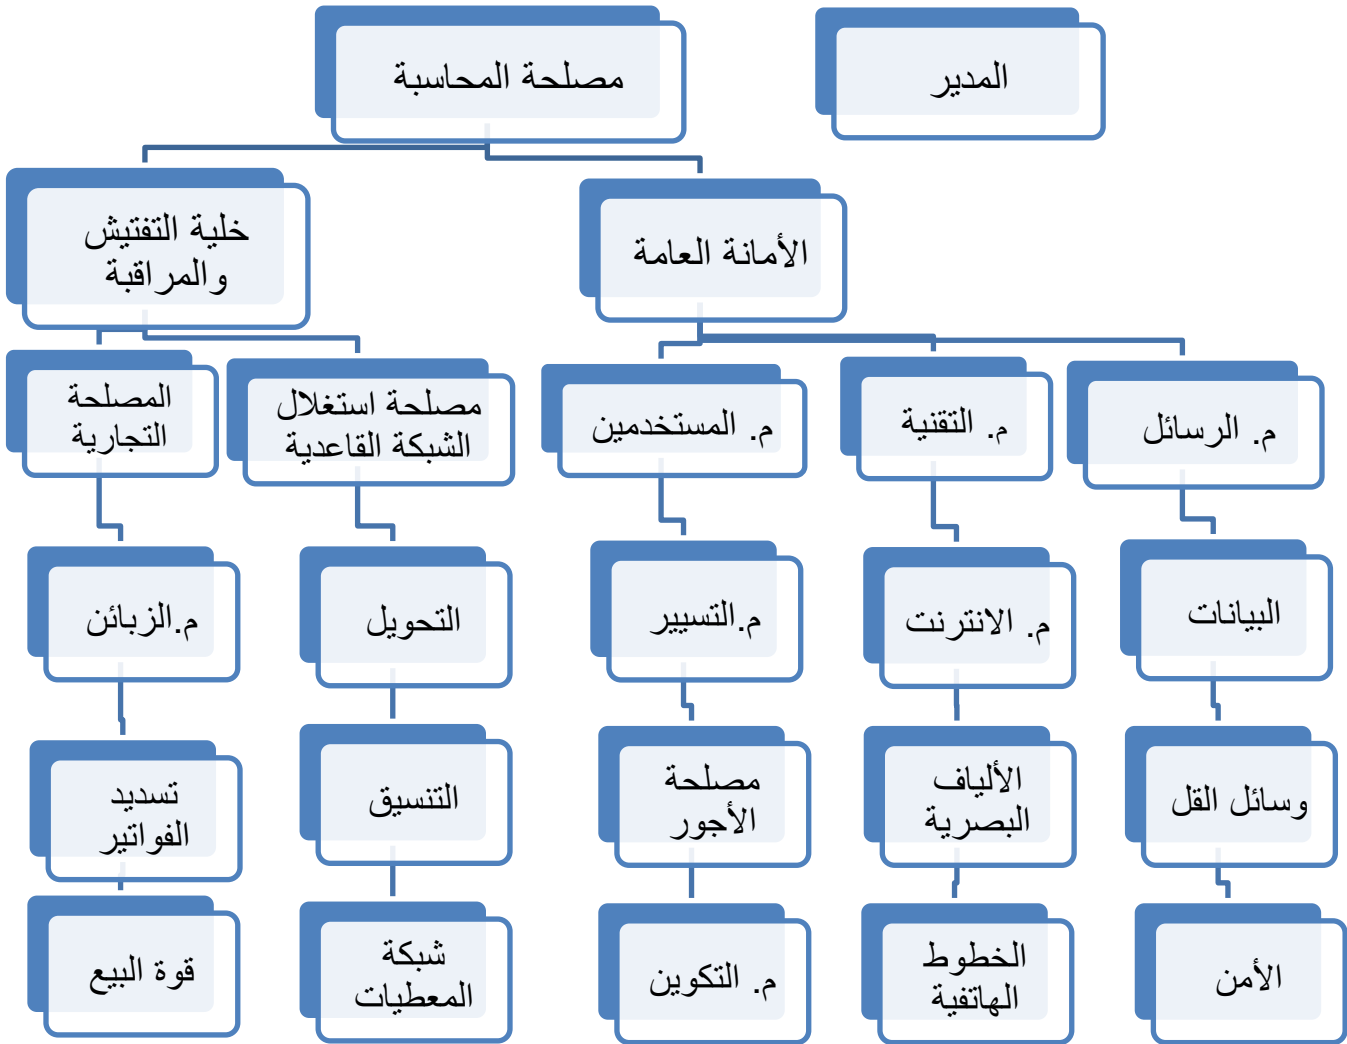 المدير
مصلحة المحاسبة
الأمانة العامة
خلية التفتيش
والمراقبة
م. الرسائل
م. التقنية
م. المستخدمين
مصلحة استغلال
الشبكة القاعدية
المصلحة
التجارية
البيانات
م. الانترنت
م.التسيير
التحويل
م.الزبائن
وسائل القل
الألياف
البصرية
مصلحة
الأجور
التنسيق
تسديد
الفواتير
الأمن
الخطوط
الهاتفية
م. التكوين
شبكة
المعطيات
قوة البيع